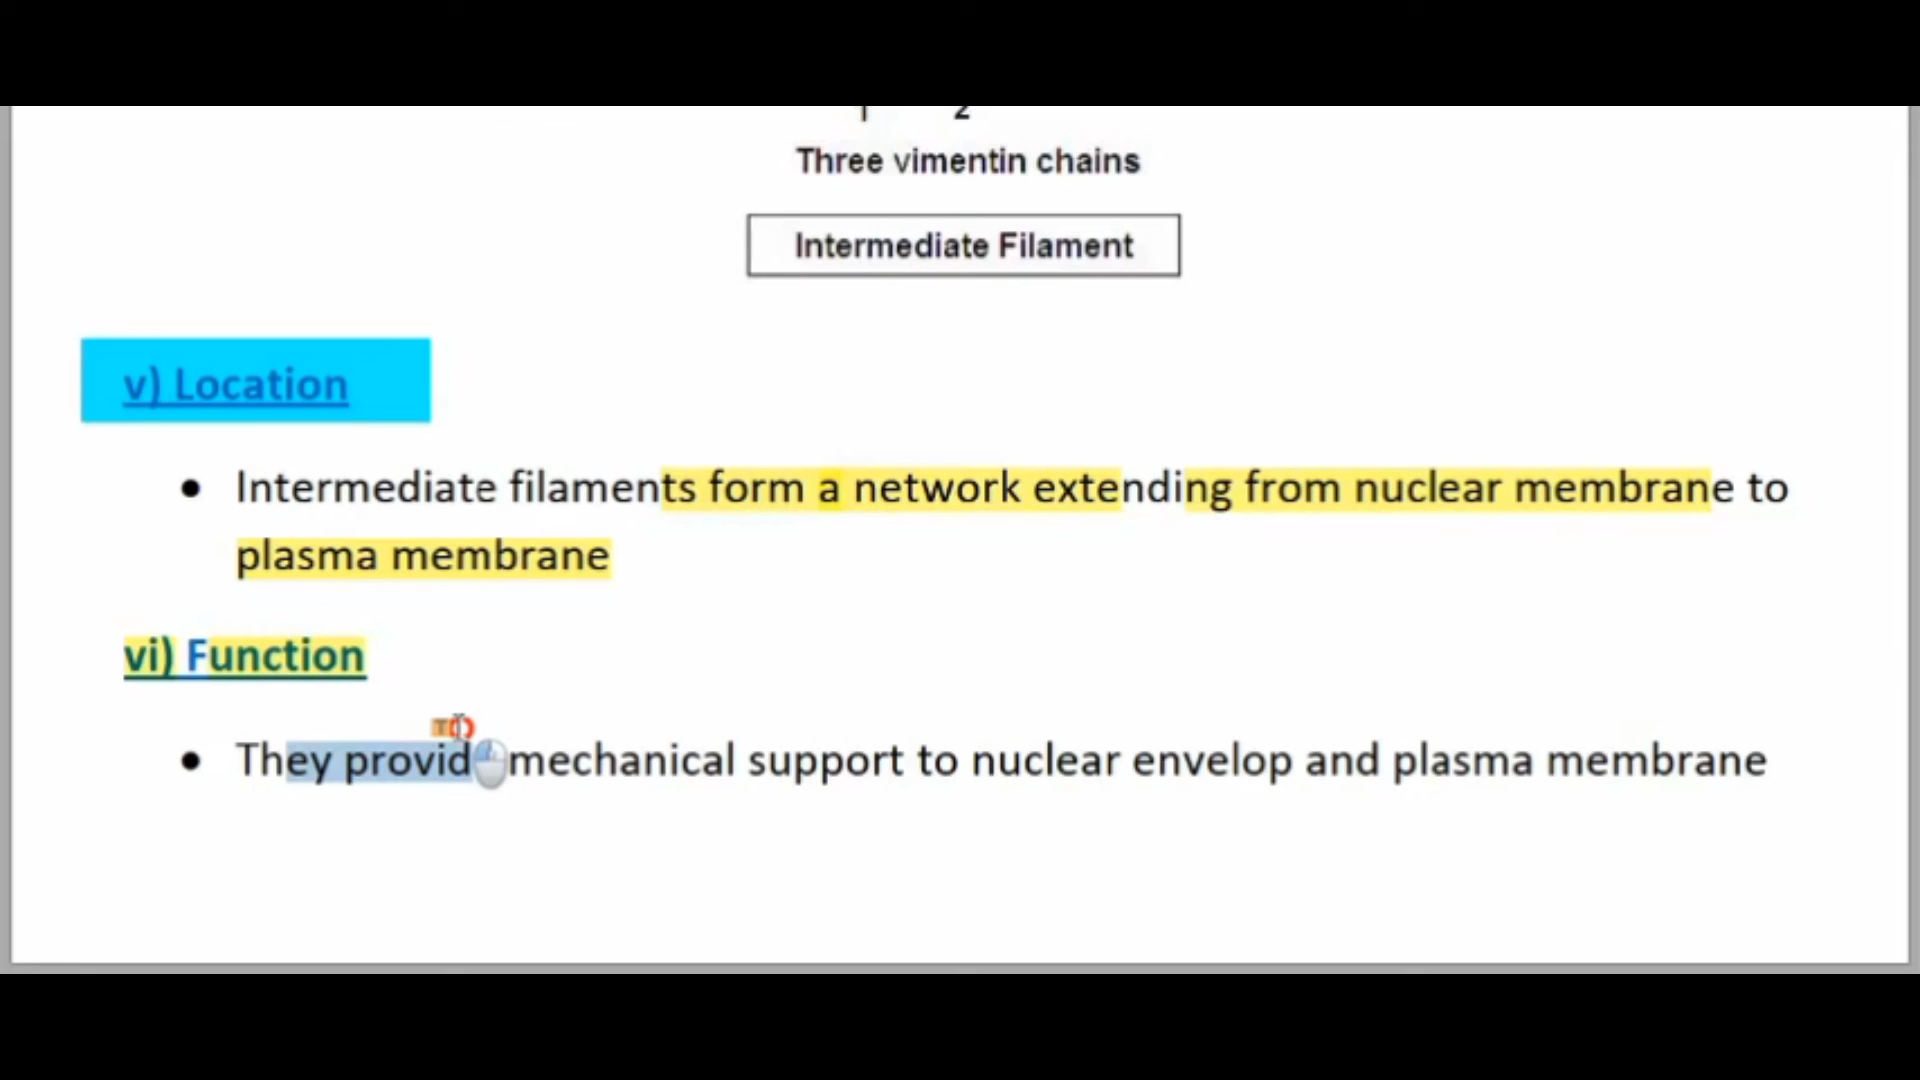 2
Three vimentin chains
Intermediate Filament
v) Location
• Intermediate filaments form a network extending from nuclear membrane to
plasma membrane
vi) Function
• They provid mechanical support to nuclear envelop and plasma membrane